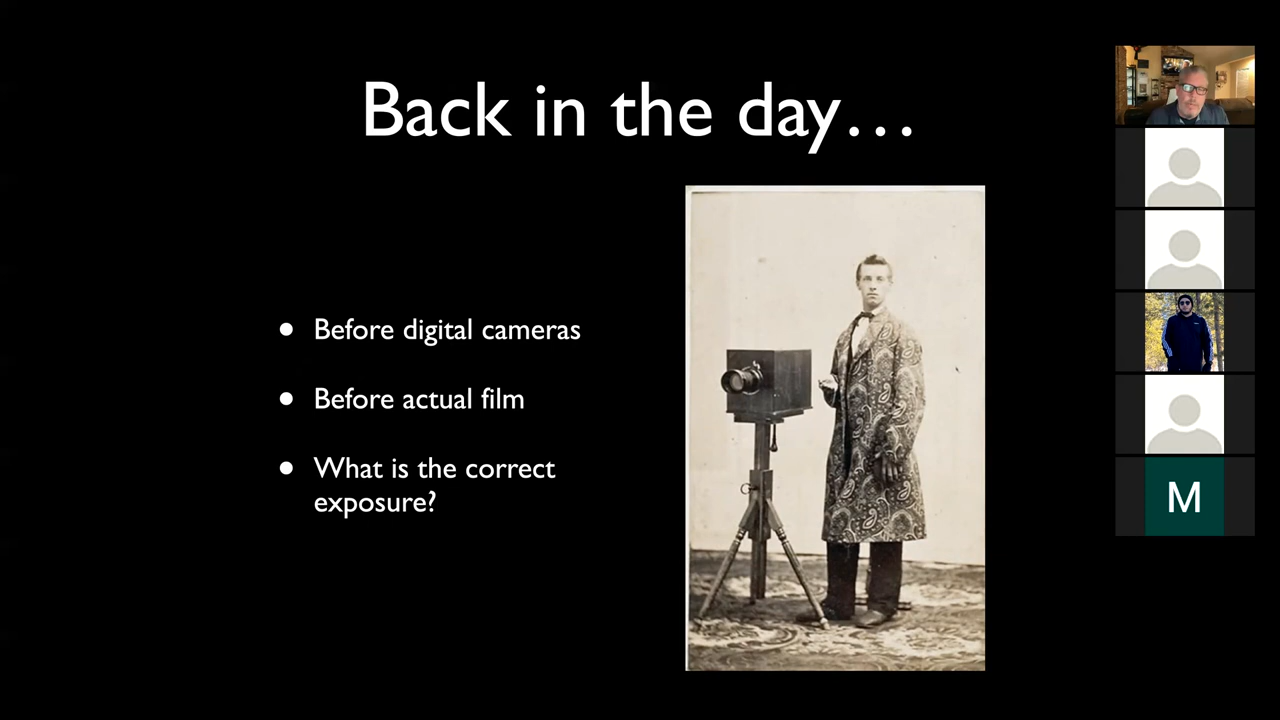 Back in the day…
Before digital cameras
Before actual film
What is the correct
exposure?
M